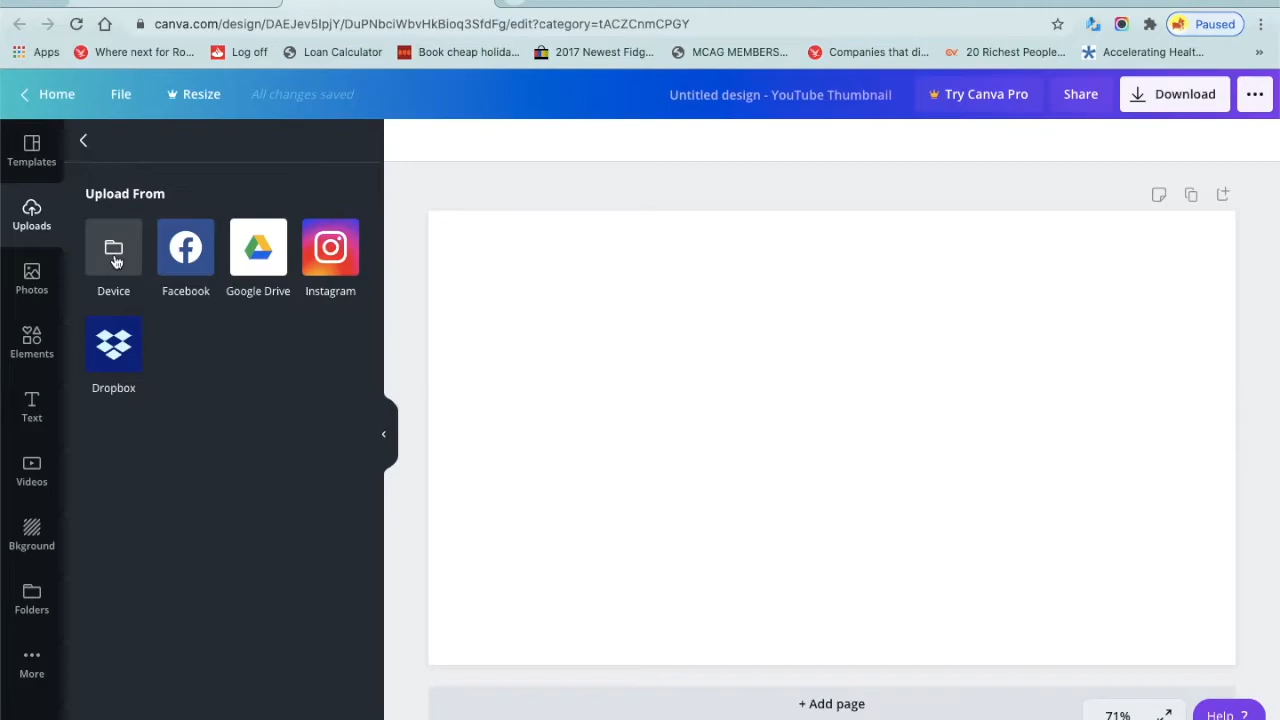 canva.com/design/DAEJev5IpjY/DuPNbciWbvHkBioq3SfdFg/edit?category=tACZCnmCPGY
Paused
Apps
Where next for Ro...
Log off
Loan Calculator
Book cheap holida...
2017 Newest Fidg...
MCAG MEMBERS...
Companies that di...
20 Richest People...
Accelerating Healt...
»
Home
File
Resize
All changes saved
Untitled design - YouTube Thumbnail
Try Canva Pro
Share
Download
Templates
Uploads
Photos
Elements
Text
Videos
Bkground
Folders
More
Upload From
Device
Facebook
Google Drive
Instagram
Dropbox
+ Add page
71%
Help ?